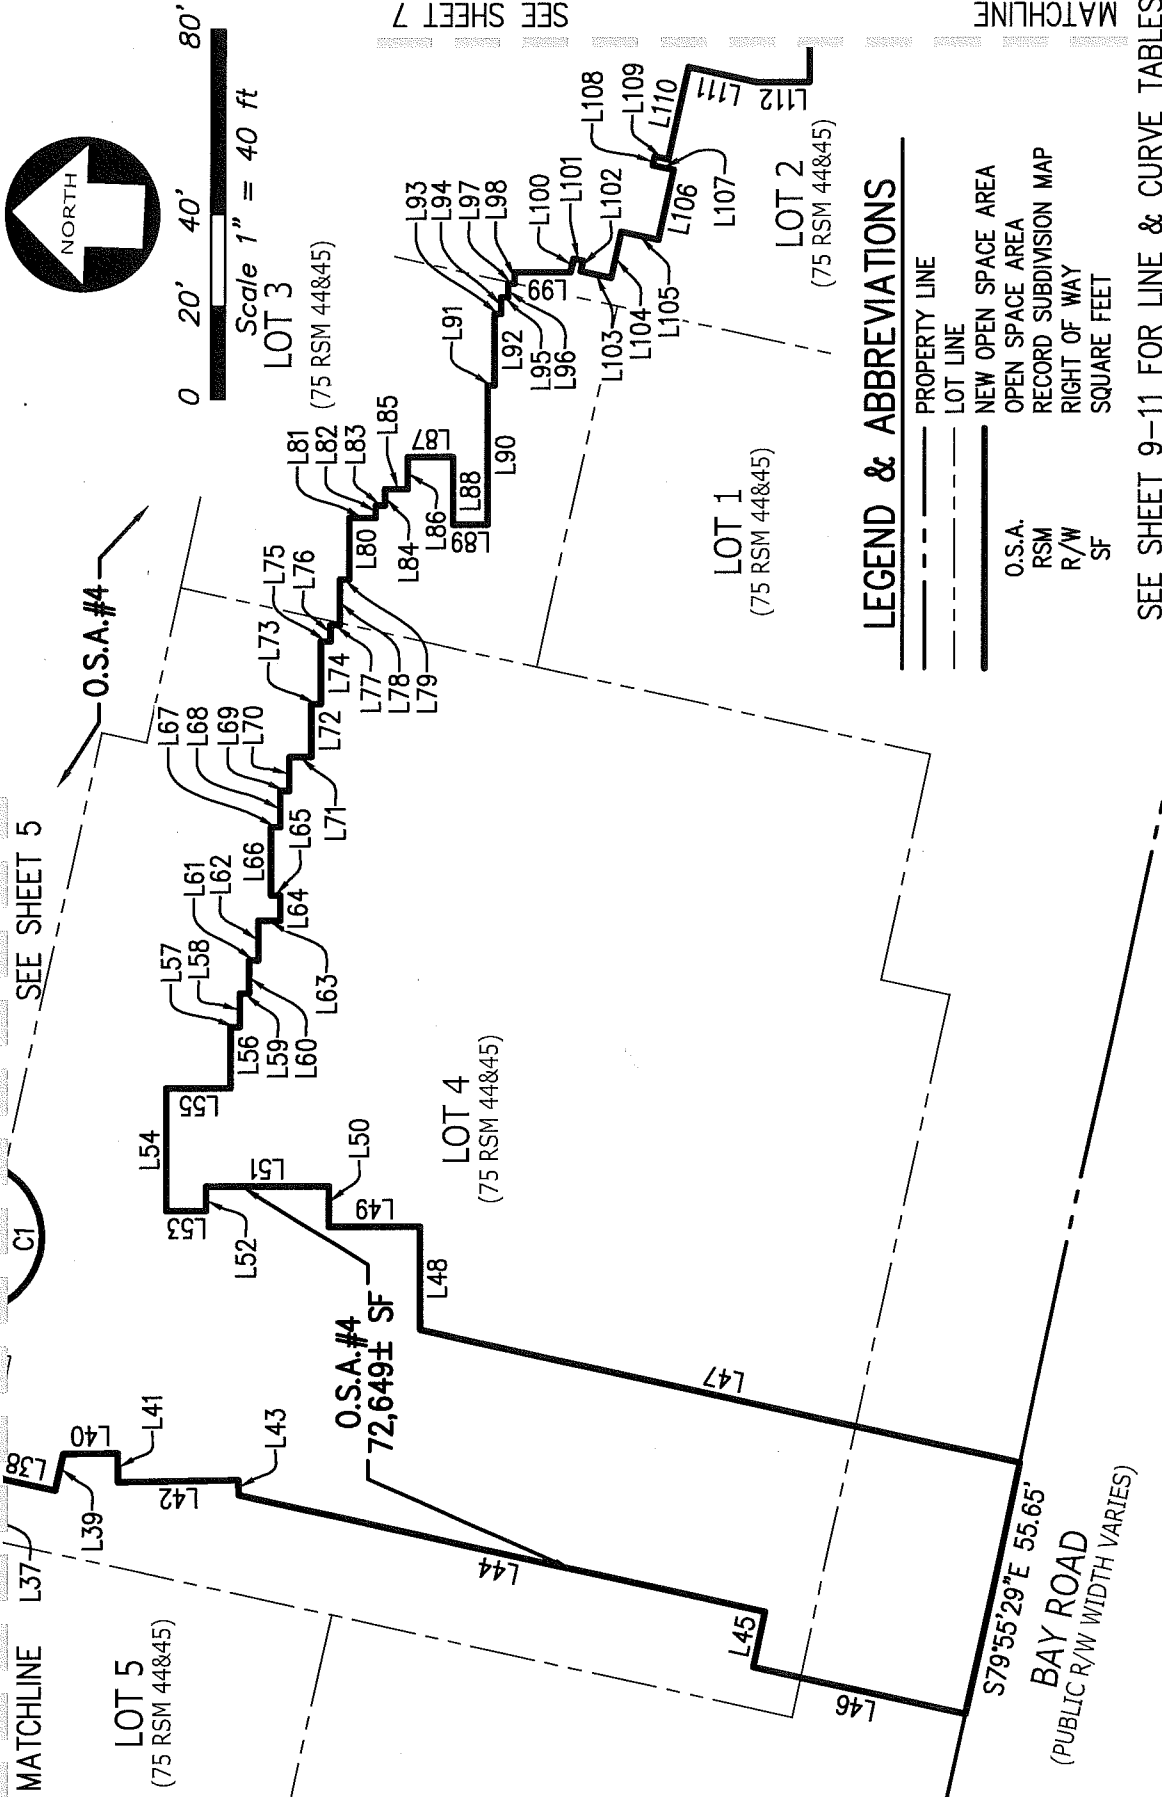 MATCHLINE
SEE SHEET 5
L37
L38
L39
L40
L41
L42
L43
L44
L45
L46
L47
L48
L49
L50
L51
L52
L53
L54
L55
L56
L57
L58
L59
L60
L61
L62
L63
L64
L65
L66
L67
L68
L69
L70
L71
L72
L73
L74
L75
L76
L77
L78
L79
L80
L81
L82
L83
L84
L85
L86
L87
L88
L89
L90
L91
L92
L93
L94
L95
L96
L97
L98
L99
L100
L101
L102
L103
L104
L105
L106
L107
L108
L109
L110
L111
L112
C1
O.S.A.#4
NORTH
0 20' 40' 80'
Scale 1" = 40 ft
LOT 5
(75 RSM 44&45)
O.S.A.#4
72,649± SF
LOT 4
(75 RSM 44&45)
LOT 3
(75 RSM 44&45)
LOT 1
(75 RSM 44&45)
LOT 2
(75 RSM 44&45)
S79°55'29"E 55.65'
BAY ROAD
(PUBLIC R/W WIDTH VARIES)
SEE SHEET 7
MATCHLINE
LEGEND & ABBREVIATIONS
PROPERTY LINE
LOT LINE
NEW OPEN SPACE AREA
O.S.A. OPEN SPACE AREA
RSM RECORD SUBDIVISION MAP
R/W RIGHT OF WAY
SF SQUARE FEET
SEE SHEET 9-11 FOR LINE & CURVE TABLES